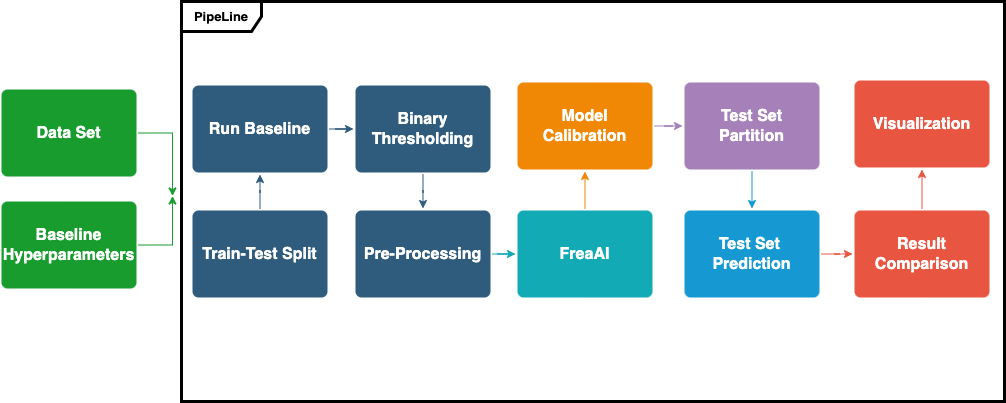 PipeLine
Data Set
Baseline
Hyperparameters
Run Baseline
Binary
Thresholding
Model
Calibration
Test Set
Partition
Visualization
Train-Test Split
Pre-Processing
FreaAI
Test Set
Prediction
Result
Comparison